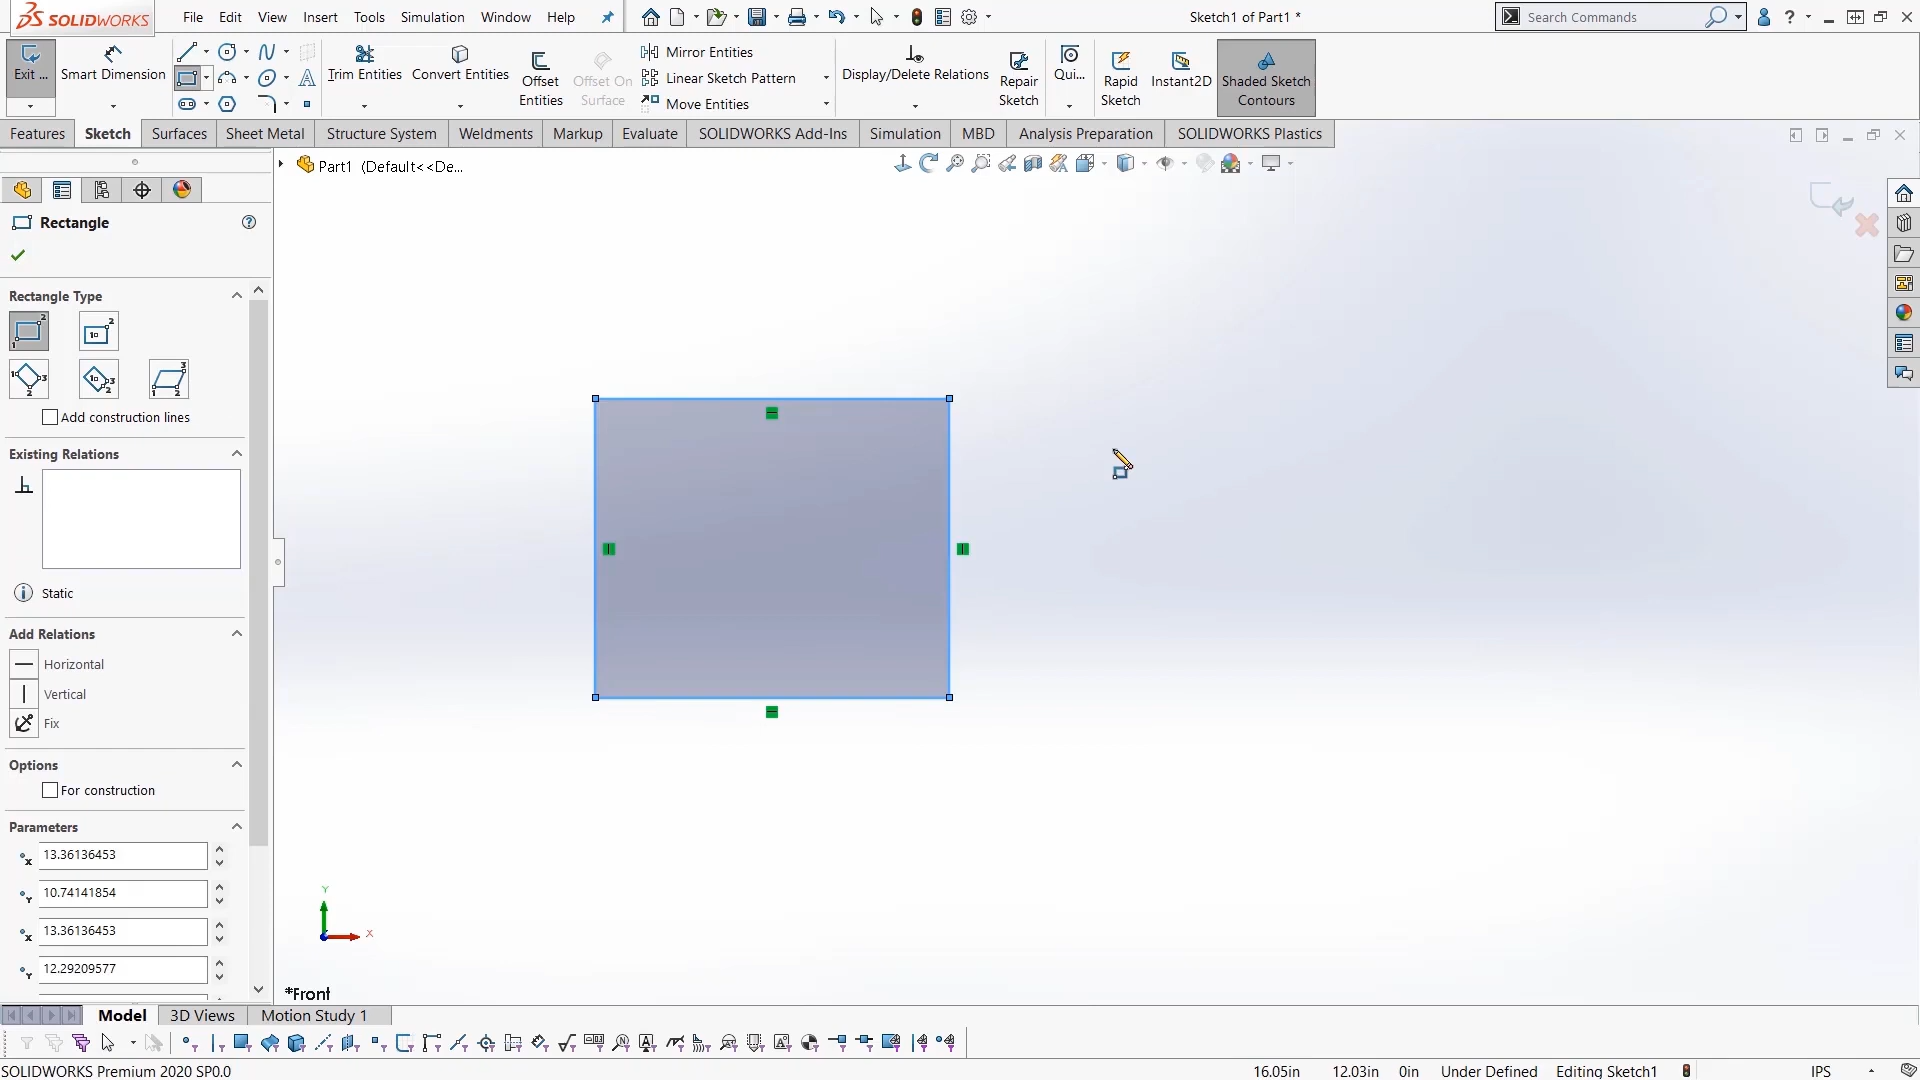 SOLIDWORKS
File Edit View Insert Tools Simulation Window Help
Sketch1 of Part1 *
Search Commands
?
Exit ...
Smart Dimension
Trim Entities
Convert Entities
Offset
Entities
Offset On
Surface
Mirror Entities
Linear Sketch Pattern
Move Entities
Display/Delete Relations
Repair
Sketch
Qui...
Rapid
Sketch
Instant2D
Shaded Sketch
Contours
Features Sketch Surfaces Sheet Metal Structure System Weldments Markup Evaluate SOLIDWORKS Add-Ins Simulation MBD Analysis Preparation SOLIDWORKS Plastics
Part1 (Default<<De...
Rectangle
?
Rectangle Type
Add construction lines
Existing Relations
Static
Add Relations
Horizontal
Vertical
Fix
Options
For construction
Parameters
13.36136453
10.74141854
13.36136453
12.29209577
Y
X
*Front
Model 3D Views Motion Study 1
SOLIDWORKS Premium 2020 SP0.0
16.05in 12.03in 0in Under Defined Editing Sketch1 IPS